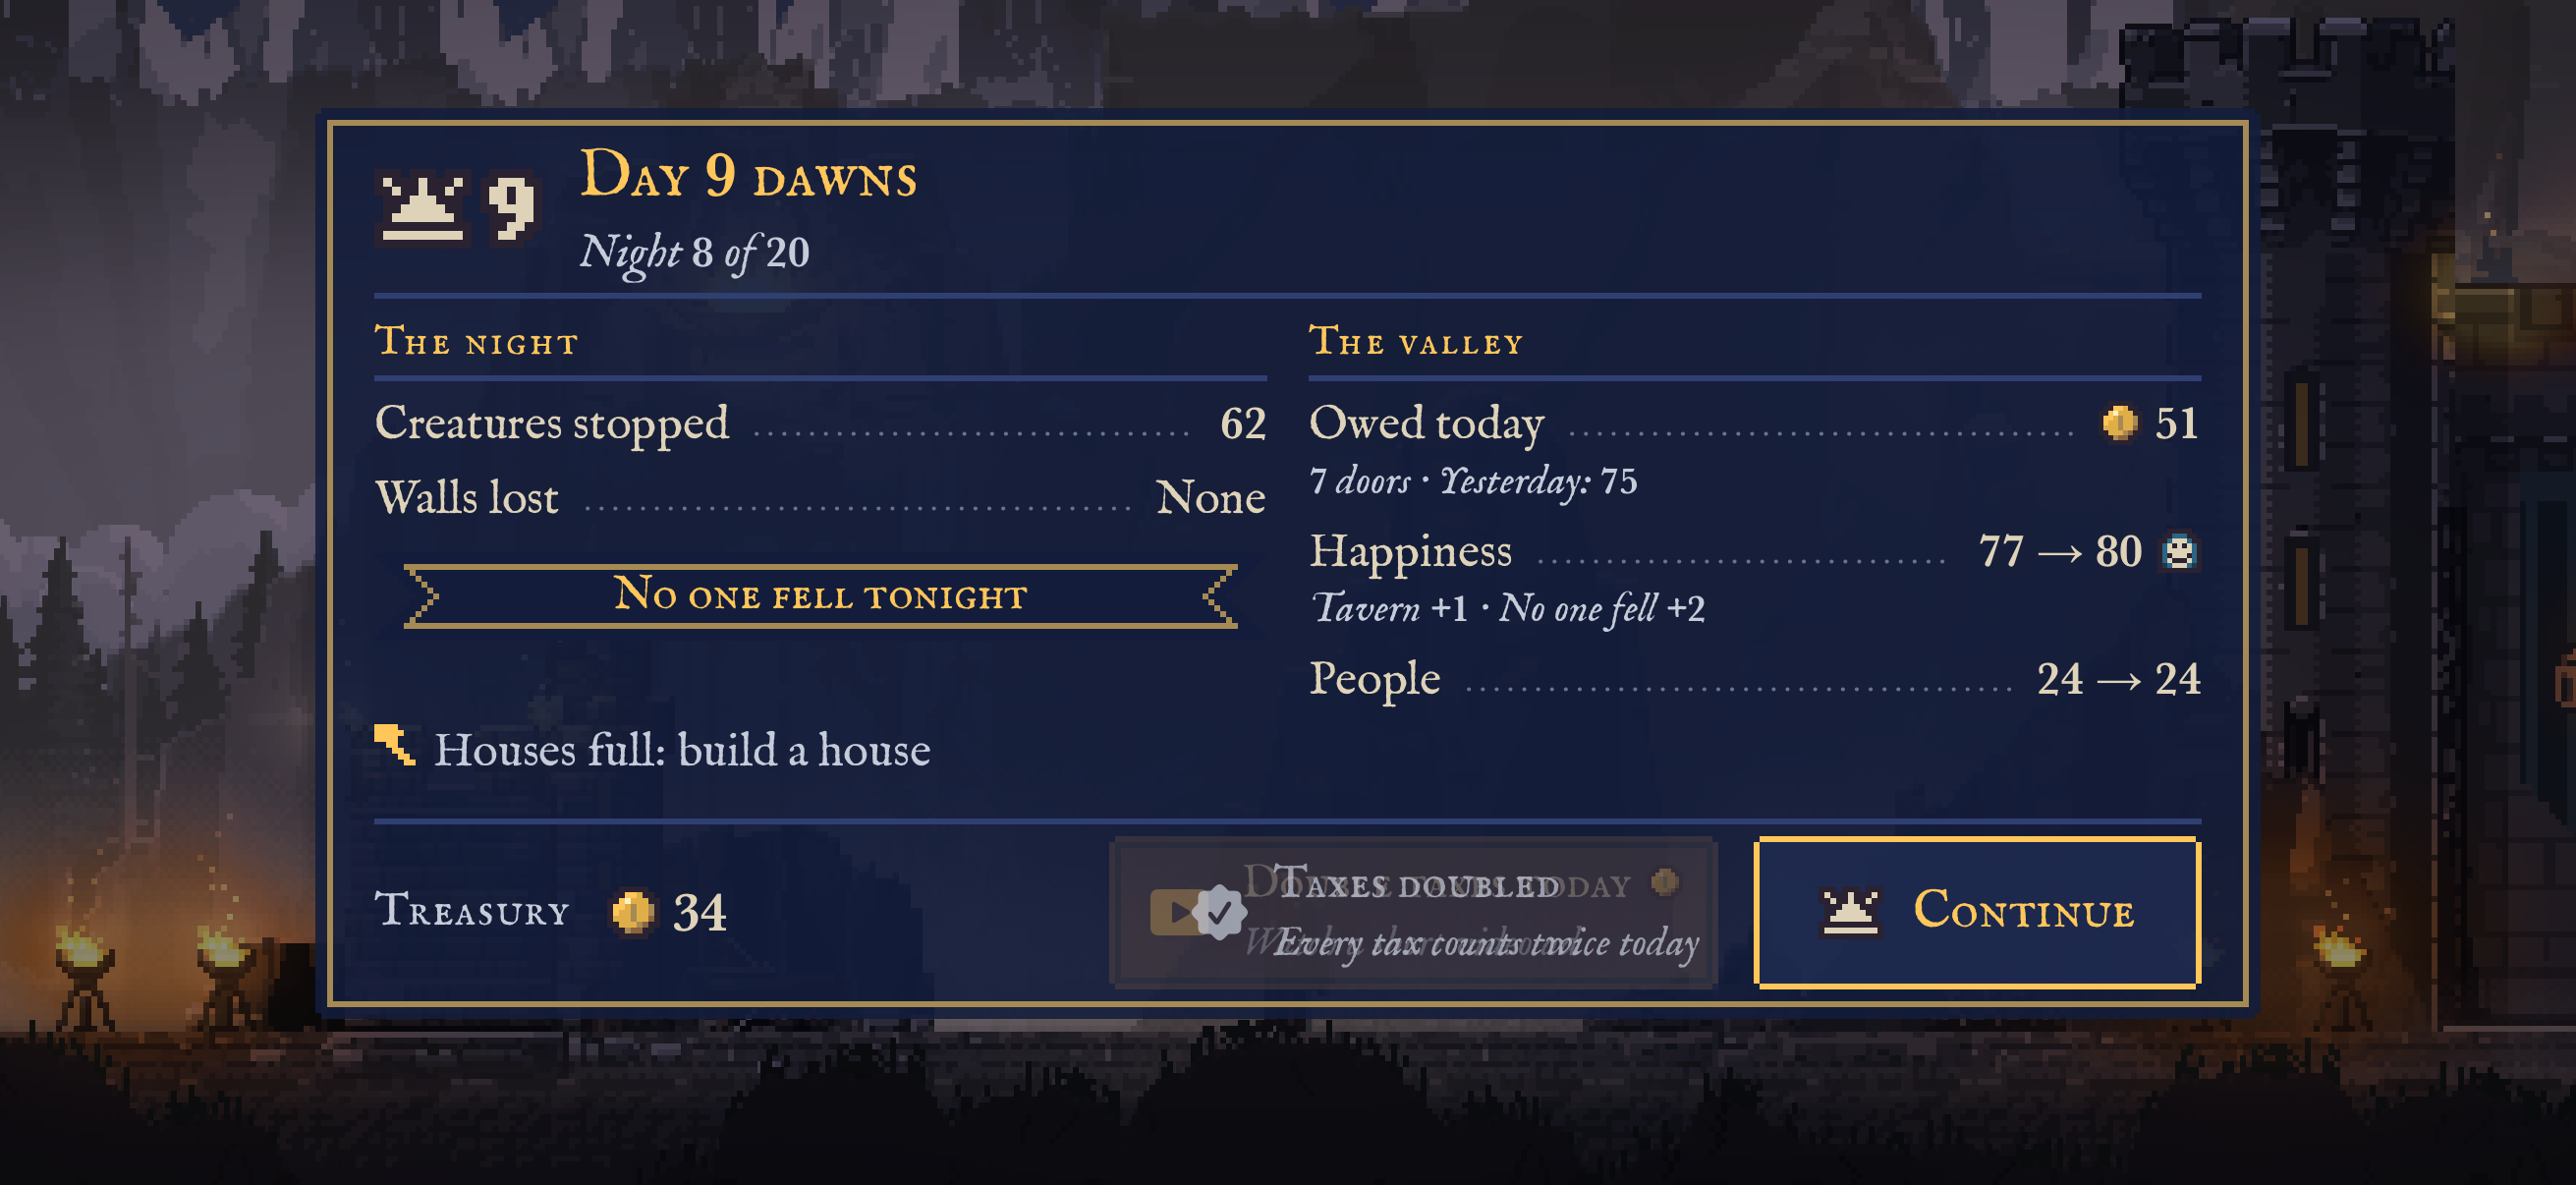 9
Day 9 dawns
Night 8 of 20
The night
Creatures stopped 62
Walls lost None
No one fell tonight
Houses full: build a house
The valley
Owed today 51
7 doors · Yesterday: 75
Happiness 77 → 80
Tavern +1 · No one fell +2
People 24 → 24
Treasury 34
Taxes doubled
Every tax counts twice today
Continue